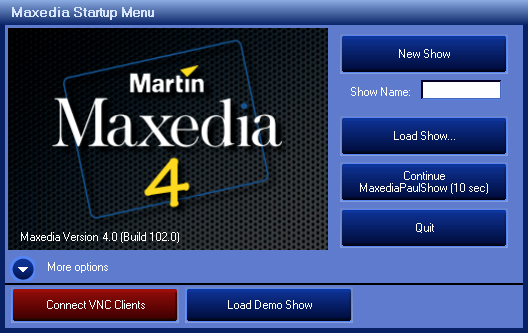 Maxedia Startup Menu
Martin
Maxedia
4
Maxedia Version 4.0 (Build 102.0)
New Show
Show Name:
Load Show...
Continue
MaxediaPaulShow (10 sec)
Quit
More options
Connect VNC Clients
Load Demo Show